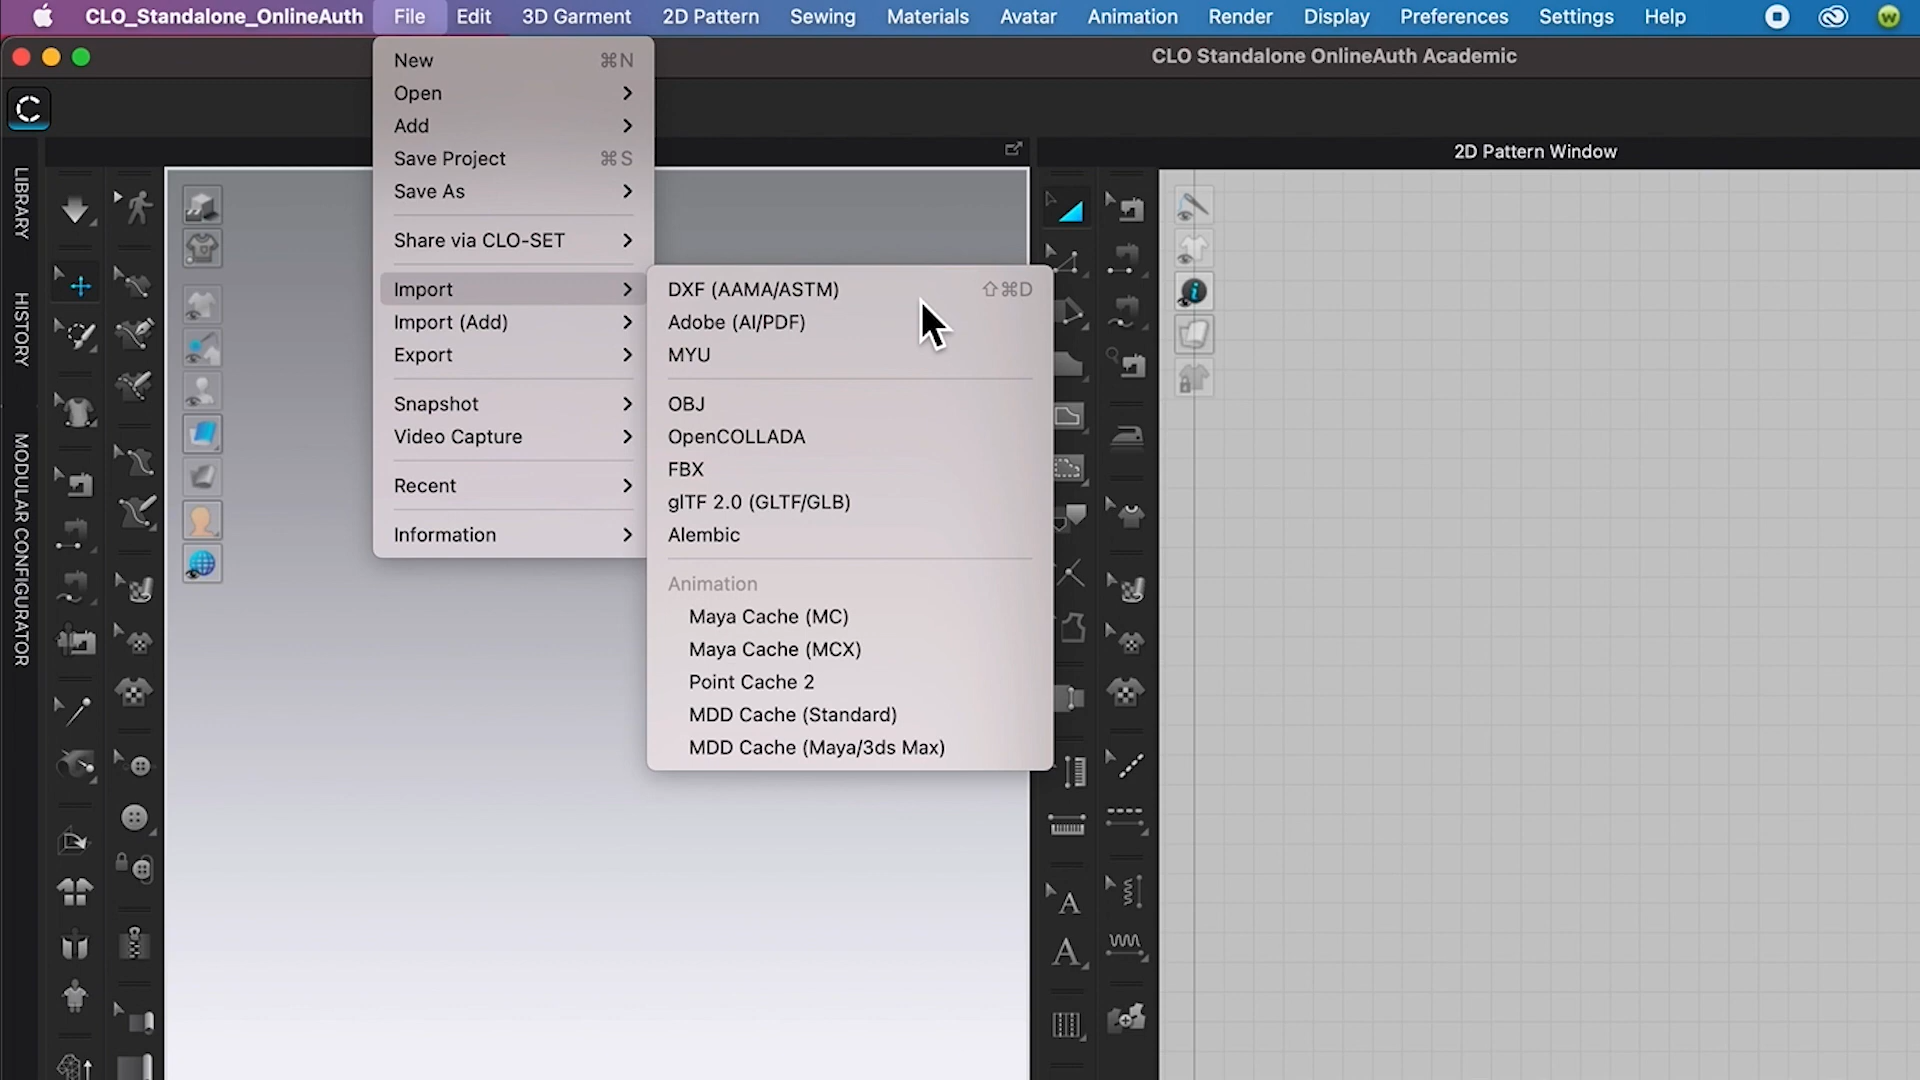 CLO_Standalone_OnlineAuth File Edit 3D Garment 2D Pattern Sewing Materials Avatar Animation Render Display Preferences Settings Help W
CLO Standalone OnlineAuth Academic
2D Pattern Window
LIBRARY
HISTORY
MODULAR CONFIGURATOR
New ⌘N
Open
Add
Save Project ⌘S
Save As
Share via CLO-SET
Import
Import (Add)
Export
Snapshot
Video Capture
Recent
Information
DXF (AAMA/ASTM) ⇧⌘D
Adobe (AI/PDF)
MYU
OBJ
OpenCOLLADA
FBX
glTF 2.0 (GLTF/GLB)
Alembic
Animation
Maya Cache (MC)
Maya Cache (MCX)
Point Cache 2
MDD Cache (Standard)
MDD Cache (Maya/3ds Max)
A
A